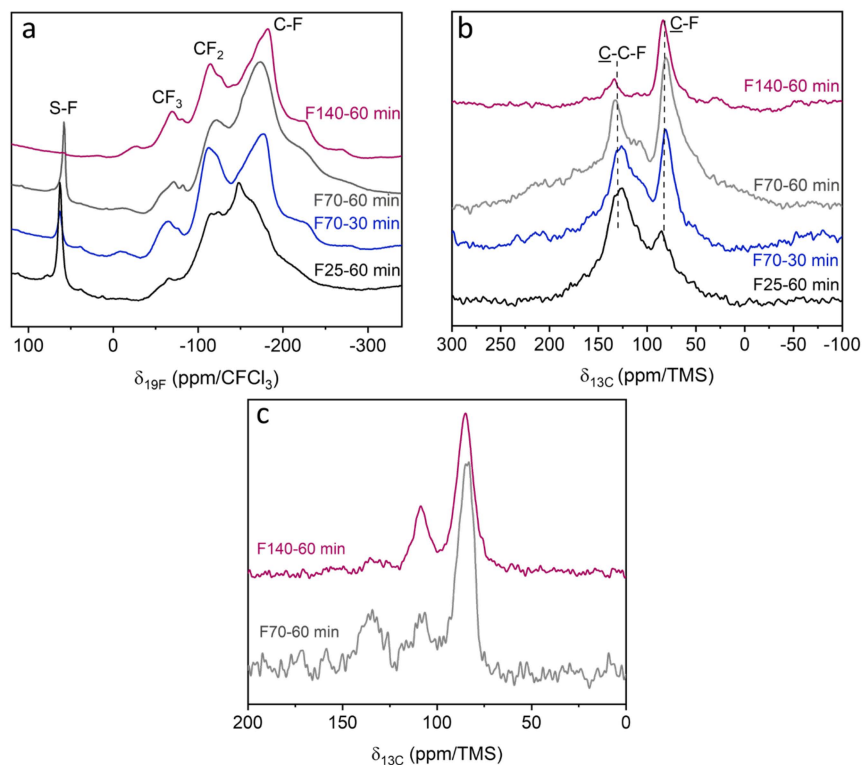 a
S-F
CF3
CF2
C-F
F140-60 min
F70-60 min
F70-30 min
F25-60 min
120 0 -100 -200 -300
δ19F (ppm/CFCl3)
b
C-C-F
C-F
F140-60 min
F70-60 min
F70-30 min
F25-60 min
300 250 200 150 100 50 0 -50 -100
δ13C (ppm/TMS)
c
F140-60 min
F70-60 min
200 150 100 50 0
δ13C (ppm/TMS)